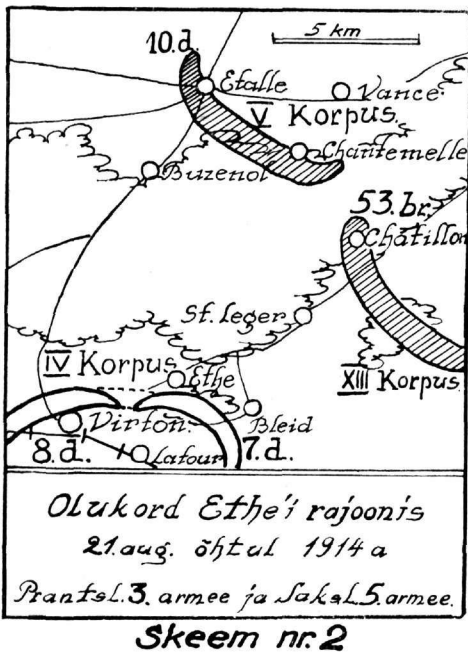 10.d.
5 km
Etalle
Vance
V Korpus
Chantemelle
Buzenol
53.br.
Châtillon
St. Leger
IV Korpus
XIII Korpus
Ethe
Virton
Bleid
8.d.
Latour
7.d.
Olukord Ethe'i rajoonis
21.aug. õhtul 1914 a
Prantsl. 3. armee ja Saksl. 5. armee.
Skeem nr. 2